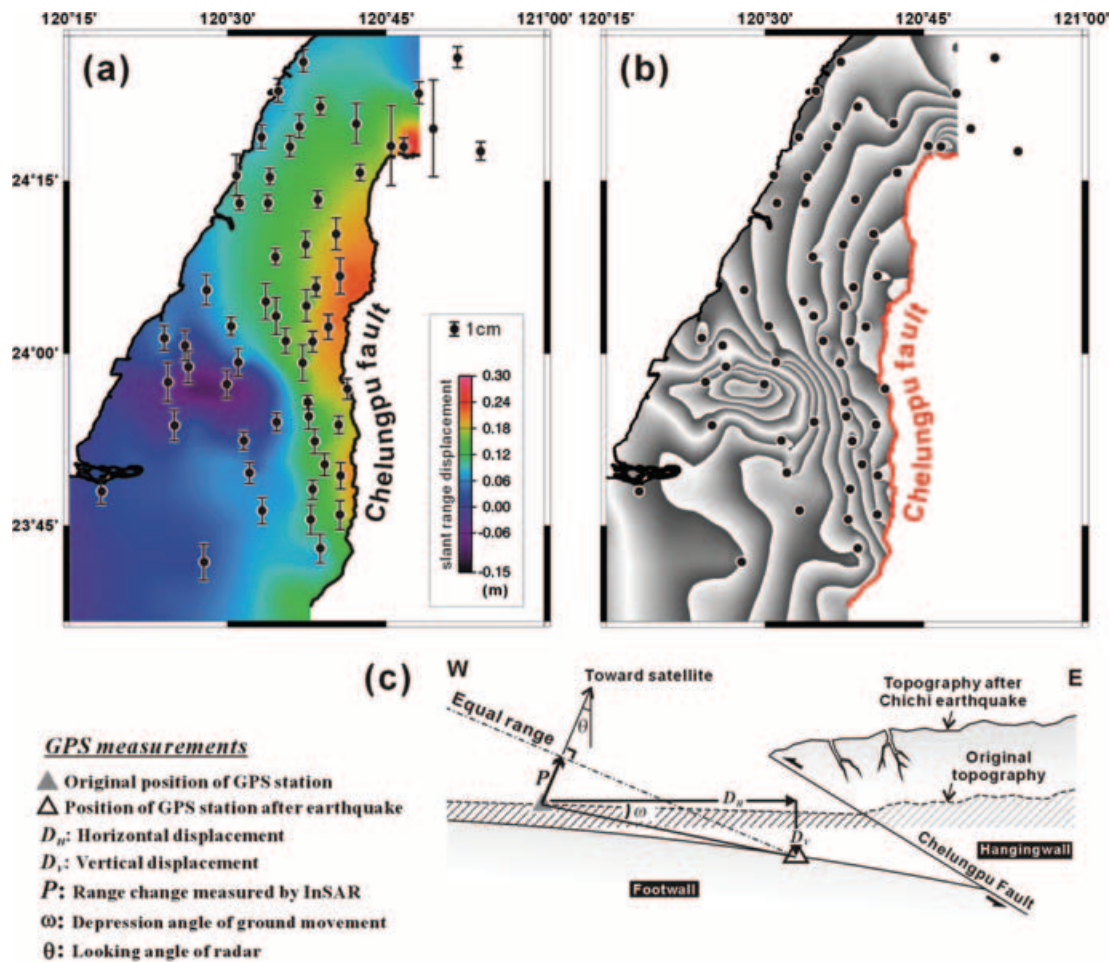 120°15' 120°30' 120°45' 121°00'
120°30' 120°45' 121°00'
(a)
(b)
24°15'
24°00'
23°45'
Chelungpu fault
Chelungpu fault
1cm
slant range displacement
0.30
0.24
0.18
0.12
0.06
0.00
-0.06
-0.15
(m)
(c)
W
E
Toward satellite
Equal range
θ
P
D_H
ω
D_V
Topography after
Chichi earthquake
Original
topography
Hangingwall
Footwall
Chelungpu Fault
GPS measurements
Original position of GPS station
Position of GPS station after earthquake
D_H: Horizontal displacement
D_V: Vertical displacement
P: Range change measured by InSAR
ω: Depression angle of ground movement
θ: Looking angle of radar